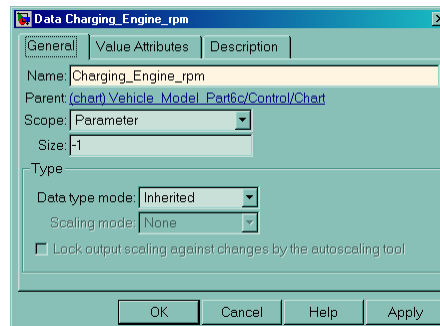 Data Charging_Engine_rpm
General Value Attributes Description
Name: Charging_Engine_rpm
Parent: (chart) Vehicle_Model_Part6c/Control/Chart
Scope: Parameter
Size: -1
Type
Data type mode: Inherited
Scaling mode: None
Lock output scaling against changes by the autoscaling tool
OK Cancel Help Apply